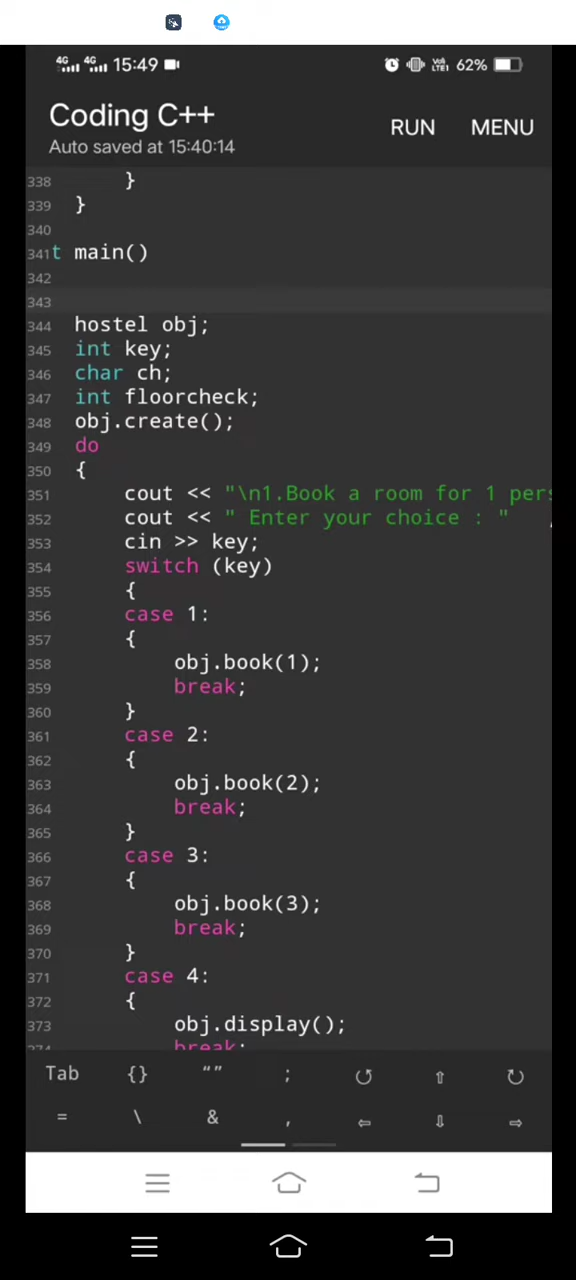 4G 4G 15:49 62%
Coding C++
Auto saved at 15:40:14
RUN MENU
338 }
339 }
340
341 t main()
342
343
344 hostel obj;
345 int key;
346 char ch;
347 int floorcheck;
348 obj.create();
349 do
350 {
351 cout << "\n1.Book a room for 1 pers
352 cout << " Enter your choice : "
353 cin >> key;
354 switch (key)
355 {
356 case 1:
357 {
358 obj.book(1);
359 break;
360 }
361 case 2:
362 {
363 obj.book(2);
364 break;
365 }
366 case 3:
367 {
368 obj.book(3);
369 break;
370 }
371 case 4:
372 {
373 obj.display();
374 break;
Tab {} “” ; ↺ ⇧ ↻
= \ & , ⇦ ⇩ ⇨